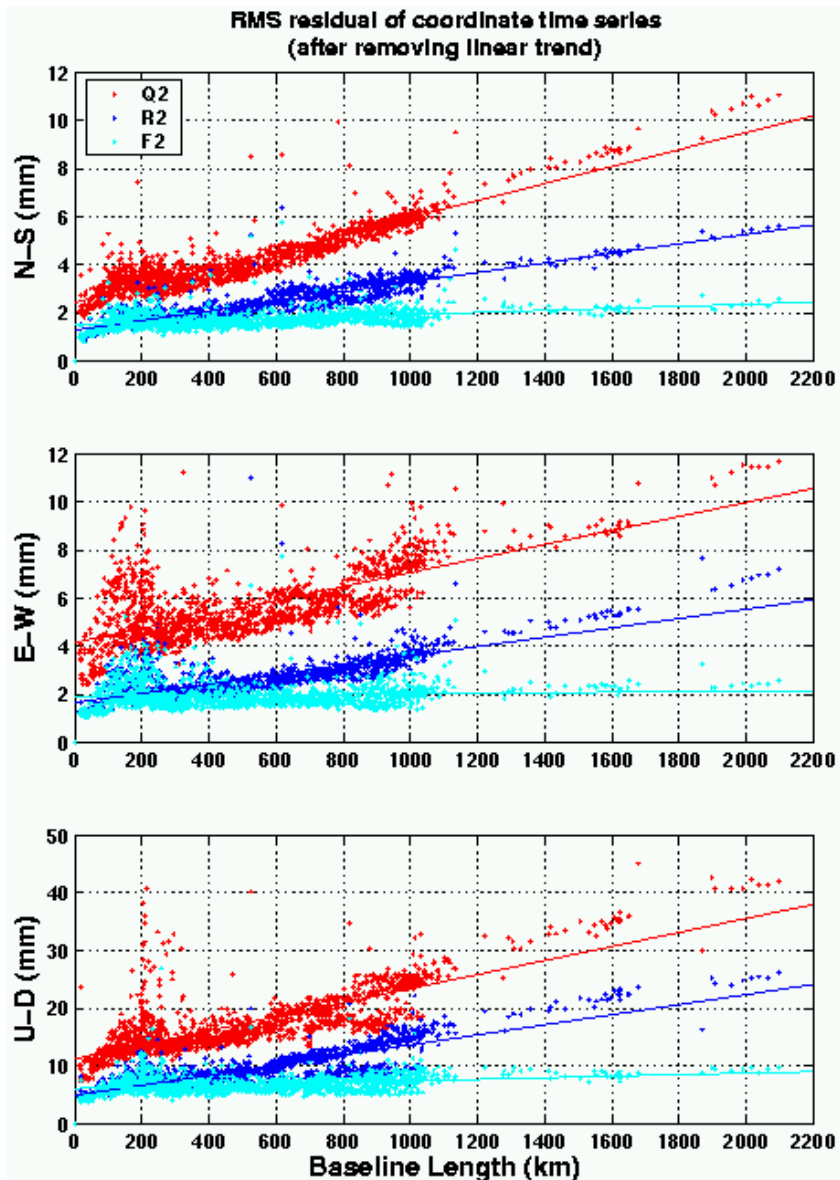 RMS residual of coordinate time series
(after removing linear trend)
12
10
8
6
4
2
0
N–S (mm)
Q2
R2
F2
0 200 400 600 800 1000 1200 1400 1600 1800 2000 2200
12
10
8
6
4
2
0
E–W (mm)
0 200 400 600 800 1000 1200 1400 1600 1800 2000 2200
50
40
30
20
10
0
U–D (mm)
0 200 400 600 800 1000 1200 1400 1600 1800 2000 2200
Baseline Length (km)